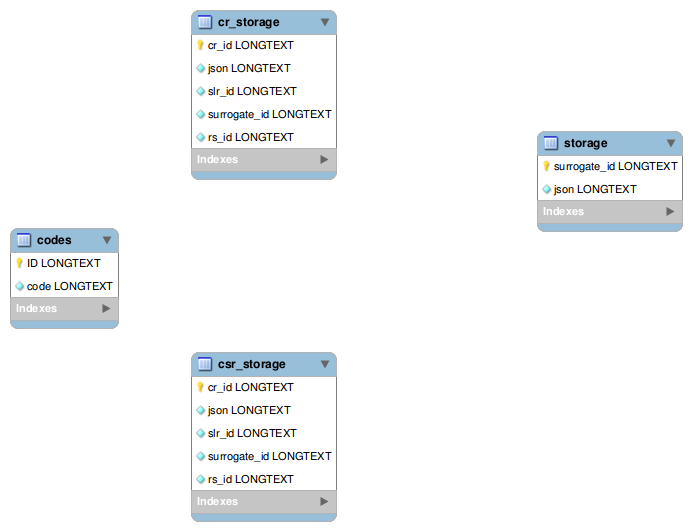 cr_storage
cr_id LONGTEXT
json LONGTEXT
slr_id LONGTEXT
surrogate_id LONGTEXT
rs_id LONGTEXT
Indexes
storage
surrogate_id LONGTEXT
json LONGTEXT
Indexes
codes
ID LONGTEXT
code LONGTEXT
Indexes
csr_storage
cr_id LONGTEXT
json LONGTEXT
slr_id LONGTEXT
surrogate_id LONGTEXT
rs_id LONGTEXT
Indexes